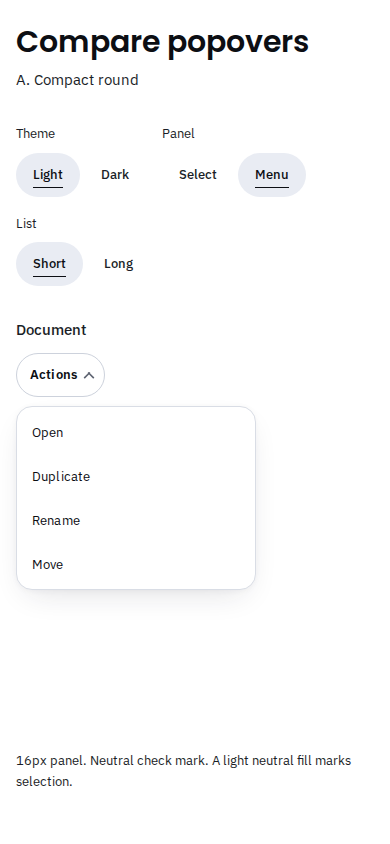 Compare popovers
A. Compact round
Theme
Panel
Light
Dark
Select
Menu
List
Short
Long
Document
Actions
Open
Duplicate
Rename
Move
16px panel. Neutral check mark. A light neutral fill marks
selection.